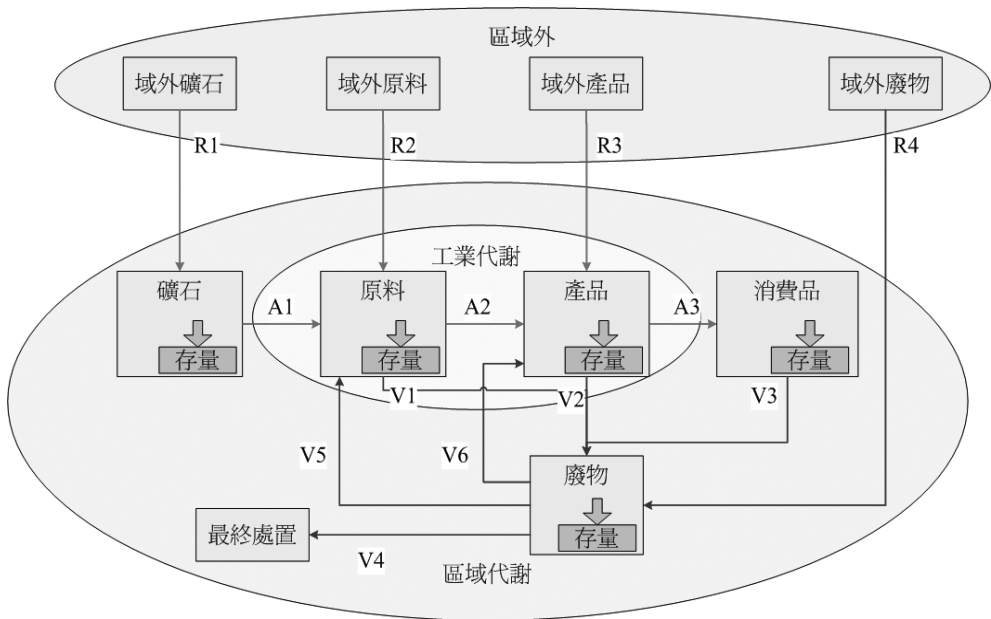 區域外
域外礦石
域外原料
域外產品
域外廢物
R1
R2
R3
R4
工業代謝
礦石
原料
產品
消費品
A1
A2
A3
存量
存量
存量
存量
V1
V2
V3
V5
V6
廢物
存量
最終處置
V4
區域代謝